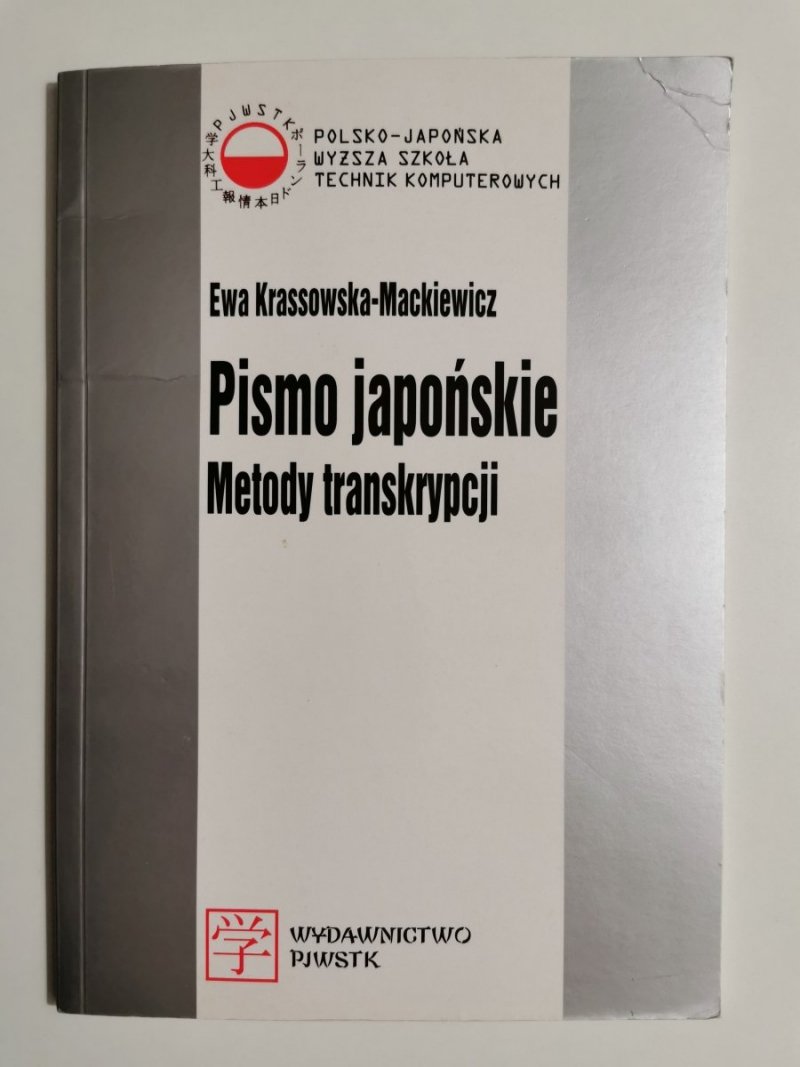 PJWSTK ポーランド日本情報工科大学
POLSKO-JAPOŃSKA
WYŻSZA SZKOŁA
TECHNIK KOMPUTEROWYCH
Ewa Krassowska-Mackiewicz
Pismo japońskie
Metody transkrypcji
学
WYDAWNICTWO
PJWSTK